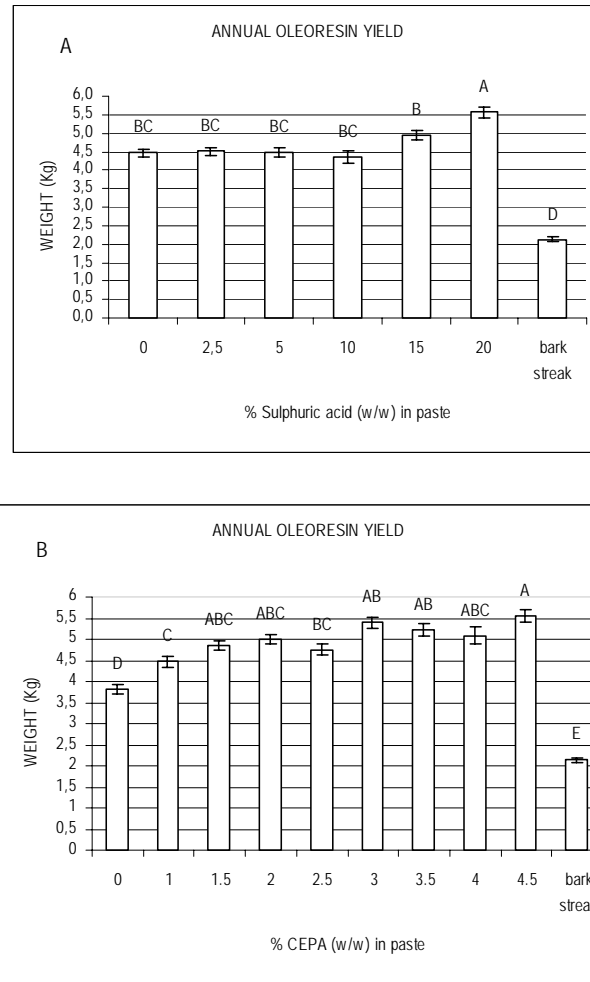 ANNUAL OLEORESIN YIELD
A
A
B
BC BC BC BC
D
6,0
5,5
5,0
4,5
4,0
3,5
3,0
2,5
2,0
1,5
1,0
0,5
0,0
WEIGHT (Kg)
0 2,5 5 10 15 20 bark
streak
% Sulphuric acid (w/w) in paste
ANNUAL OLEORESIN YIELD
B
D C ABC ABC BC AB AB ABC A E
6
5,5
5
4,5
4
3,5
3
2,5
2
1,5
1
0,5
0
WEIGHT (Kg)
0 1 1.5 2 2.5 3 3.5 4 4.5 bark
strea
% CEPA (w/w) in paste